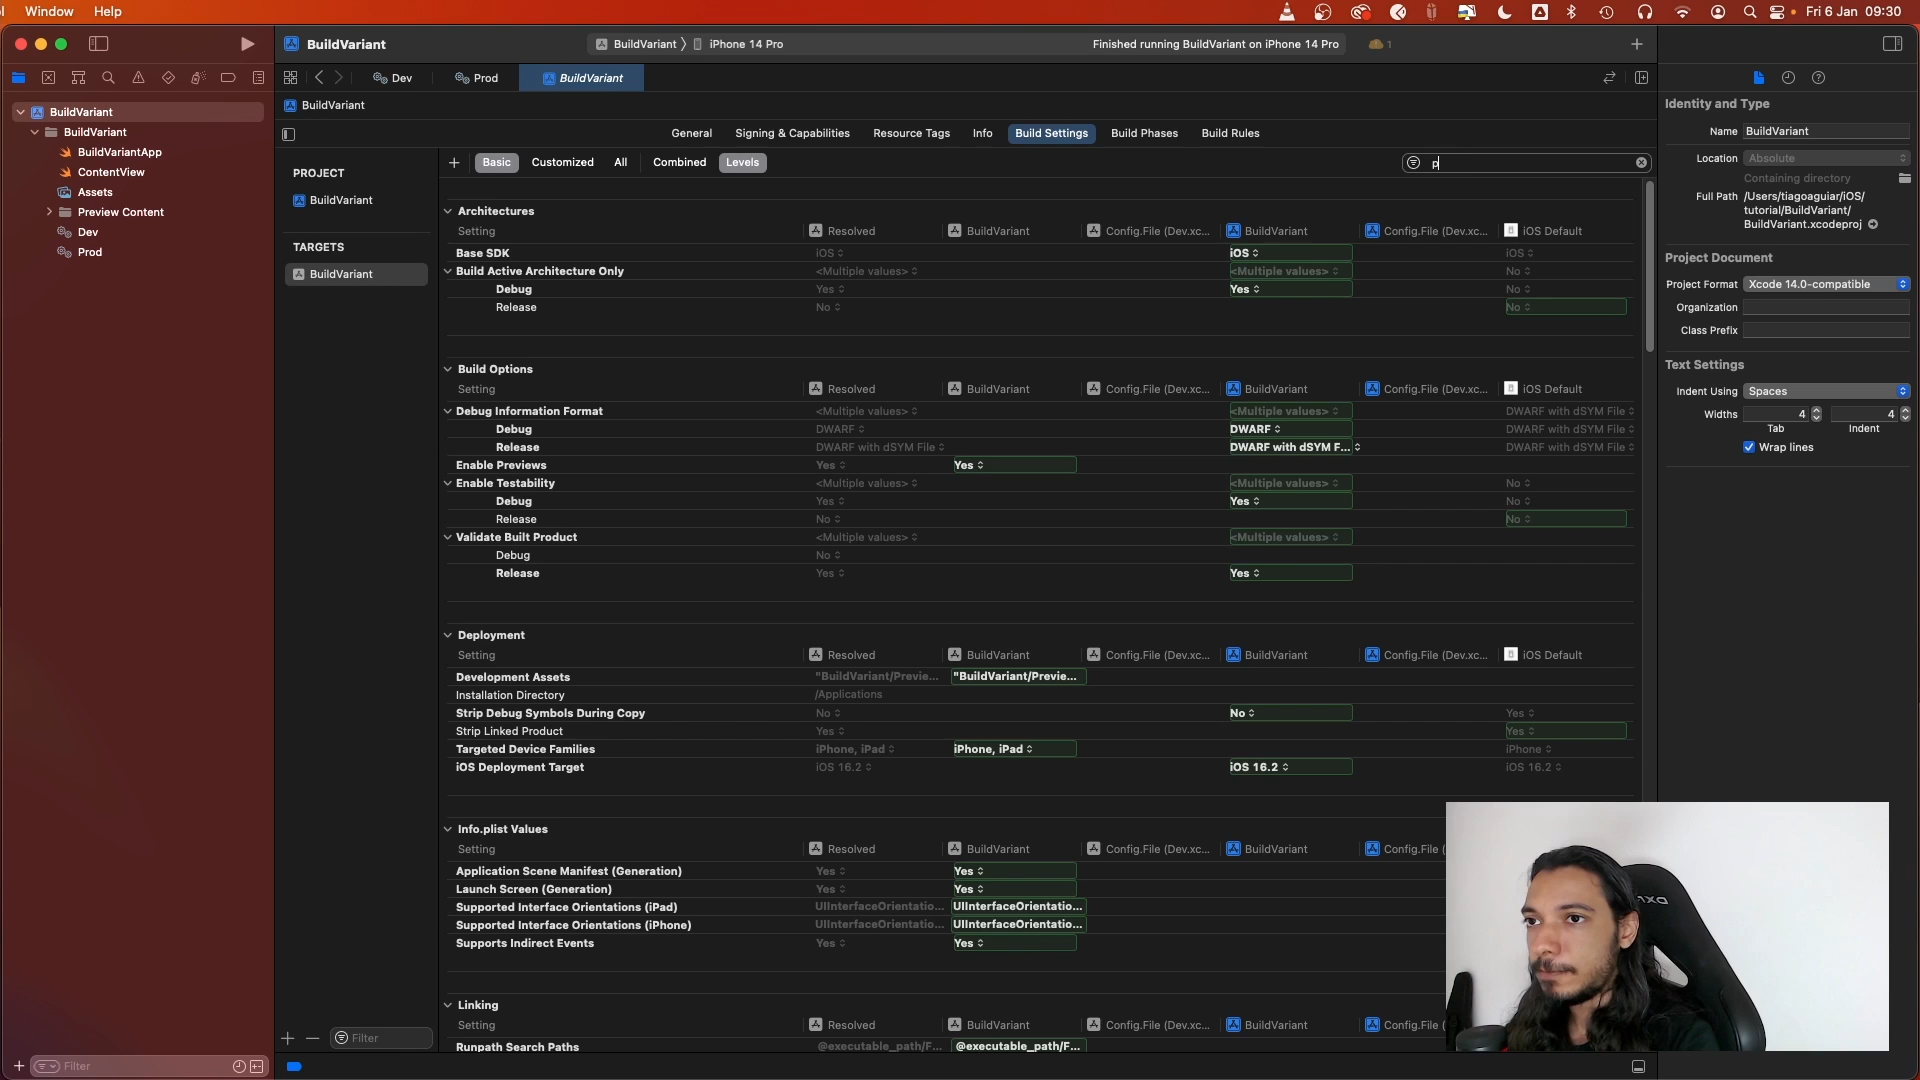 Window Help
Fri 6 Jan 09:30
BuildVariant
BuildVariant 〉 iPhone 14 Pro
Finished running BuildVariant on iPhone 14 Pro
1
Dev
Prod
BuildVariant
BuildVariant
BuildVariant
BuildVariant
BuildVariantApp
ContentView
Assets
Preview Content
Dev
Prod
Filter
General Signing & Capabilities Resource Tags Info Build Settings Build Phases Build Rules
PROJECT
BuildVariant
TARGETS
BuildVariant
Filter
Basic Customized All Combined Levels
p
Architectures
Setting Resolved BuildVariant Config.File (Dev.xc... BuildVariant Config.File (Dev.xc... iOS Default
Base SDK iOS iOS iOS
Build Active Architecture Only <Multiple values> <Multiple values> No
Debug Yes Yes No
Release No No
Build Options
Setting Resolved BuildVariant Config.File (Dev.xc... BuildVariant Config.File (Dev.xc... iOS Default
Debug Information Format <Multiple values> <Multiple values> DWARF with dSYM File
Debug DWARF DWARF DWARF with dSYM File
Release DWARF with dSYM File DWARF with dSYM F... DWARF with dSYM File
Enable Previews Yes Yes
Enable Testability <Multiple values> <Multiple values> No
Debug Yes Yes No
Release No No
Validate Built Product <Multiple values> <Multiple values>
Debug No
Release Yes Yes
Deployment
Setting Resolved BuildVariant Config.File (Dev.xc... BuildVariant Config.File (Dev.xc... iOS Default
Development Assets "BuildVariant/Previe... "BuildVariant/Previe...
Installation Directory /Applications
Strip Debug Symbols During Copy No No Yes
Strip Linked Product Yes Yes
Targeted Device Families iPhone, iPad iPhone, iPad iPhone
iOS Deployment Target iOS 16.2 iOS 16.2 iOS 16.2
Info.plist Values
Setting Resolved BuildVariant Config.File (Dev.xc... BuildVariant Config.File (
Application Scene Manifest (Generation) Yes Yes
Launch Screen (Generation) Yes Yes
Supported Interface Orientations (iPad) UIInterfaceOrientatio... UIInterfaceOrientatio...
Supported Interface Orientations (iPhone) UIInterfaceOrientatio... UIInterfaceOrientatio...
Supports Indirect Events Yes Yes
Linking
Setting Resolved BuildVariant Config.File (Dev.xc... BuildVariant Config.File (
Runpath Search Paths @executable_path/F... @executable_path/F...
Identity and Type
Name BuildVariant
Location Absolute
Containing directory
Full Path /Users/tiagoaguiar/iOS/
tutorial/BuildVariant/
BuildVariant.xcodeproj
Project Document
Project Format Xcode 14.0-compatible
Organization
Class Prefix
Text Settings
Indent Using Spaces
Widths 4 4
Tab Indent
Wrap lines